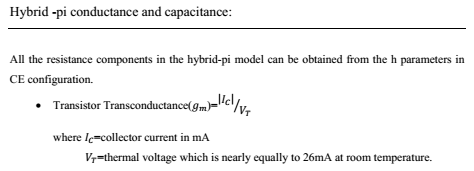 Hybrid -pi conductance and capacitance:
All the resistance components in the hybrid-pi model can be obtained from the h parameters in
CE configuration.
• Transistor Transconductance(gₘ)=|I_C|/V_T
where I_C=collector current in mA
V_T=thermal voltage which is nearly equally to 26mA at room temperature.